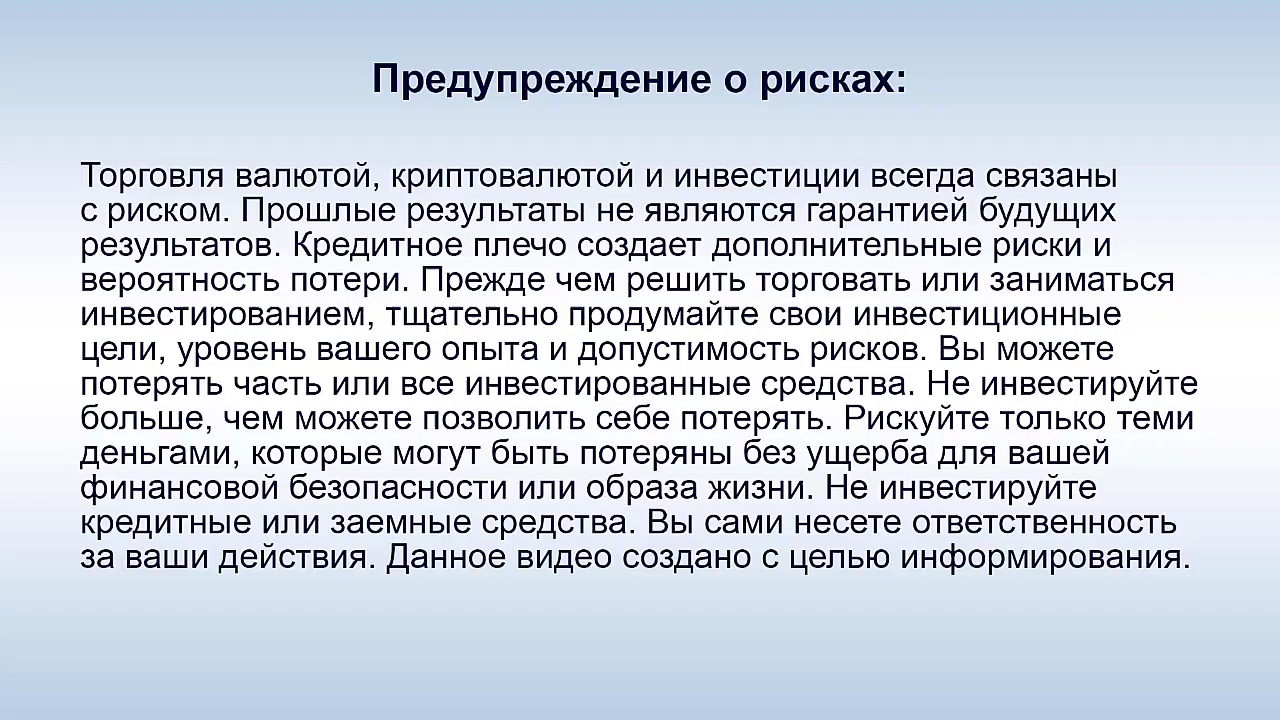 Предупреждение о рисках:
Торговля валютой, криптовалютой и инвестиции всегда связаны
с риском. Прошлые результаты не являются гарантией будущих
результатов. Кредитное плечо создает дополнительные риски и
вероятность потери. Прежде чем решить торговать или заниматься
инвестированием, тщательно продумайте свои инвестиционные
цели, уровень вашего опыта и допустимость рисков. Вы можете
потерять часть или все инвестированные средства. Не инвестируйте
больше, чем можете позволить себе потерять. Рискуйте только теми
деньгами, которые могут быть потеряны без ущерба для вашей
финансовой безопасности или образа жизни. Не инвестируйте
кредитные или заемные средства. Вы сами несете ответственность
за ваши действия. Данное видео создано с целью информирования.